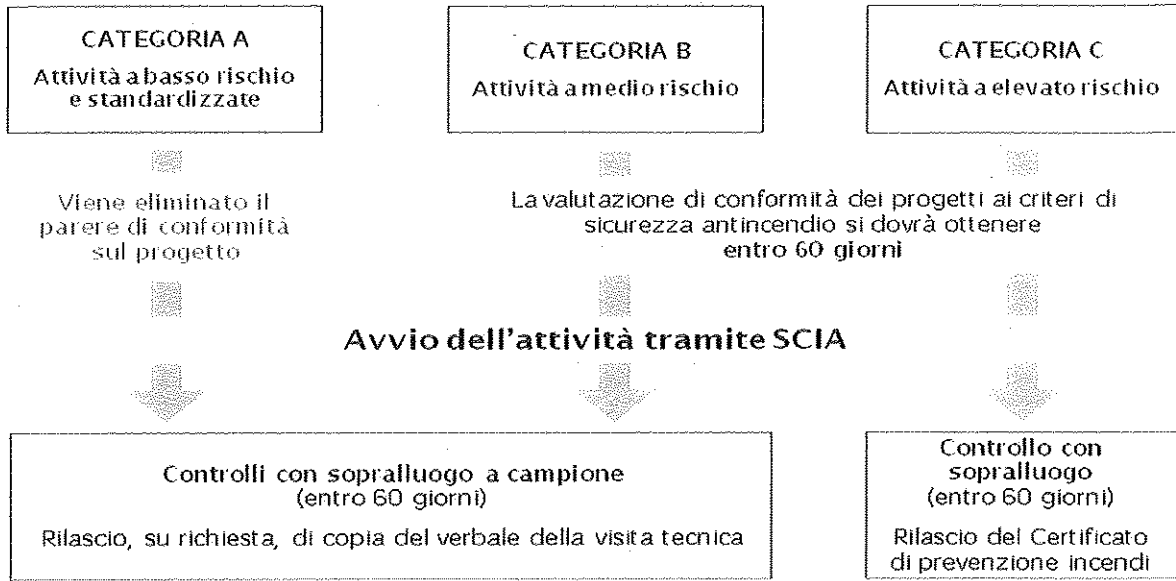 CATEGORIA A
Attività a basso rischio
e standardizzate
CATEGORIA B
Attività a medio rischio
CATEGORIA C
Attività a elevato rischio
Viene eliminato il
parere di conformità
sul progetto
La valutazione di conformità dei progetti ai criteri di
sicurezza antincendio si dovrà ottenere
entro 60 giorni
Avvio dell'attività tramite SCIA
Controlli con sopralluogo a campione
(entro 60 giorni)
Rilascio, su richiesta, di copia del verbale della visita tecnica
Controllo con
sopralluogo
(entro 60 giorni)
Rilascio del Certificato
di prevenzione incendi